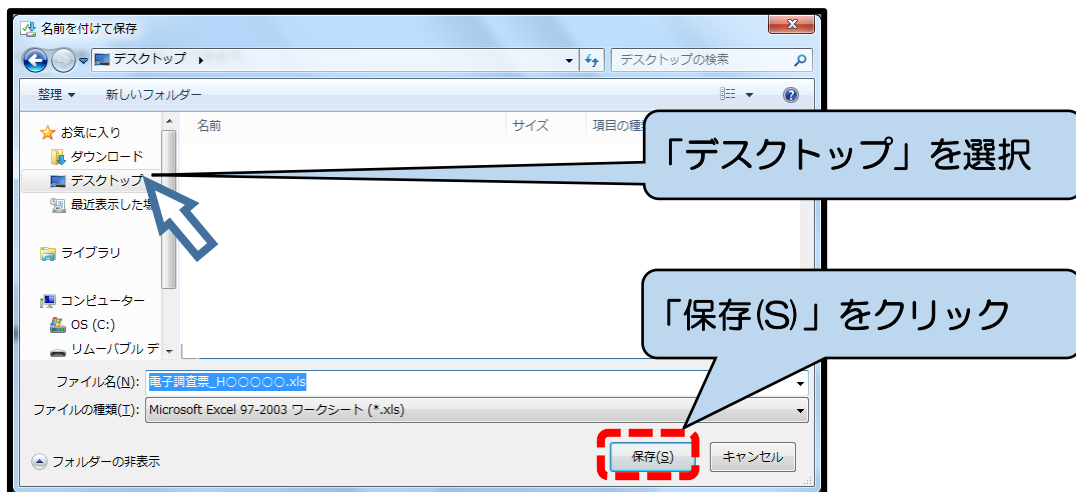 名前を付けて保存
デスクトップ
デスクトップの検索
整理 新しいフォルダー
名前 サイズ 項目の種
お気に入り
ダウンロード
デスクトップ
最近表示した場
ライブラリ
コンピューター
OS (C:)
リムーバブル デ
「デスクトップ」を選択
「保存(S)」をクリック
ファイル名(N): 電子調査票_H○○○○○.xls
ファイルの種類(T): Microsoft Excel 97-2003 ワークシート (*.xls)
フォルダーの非表示
保存(S) キャンセル